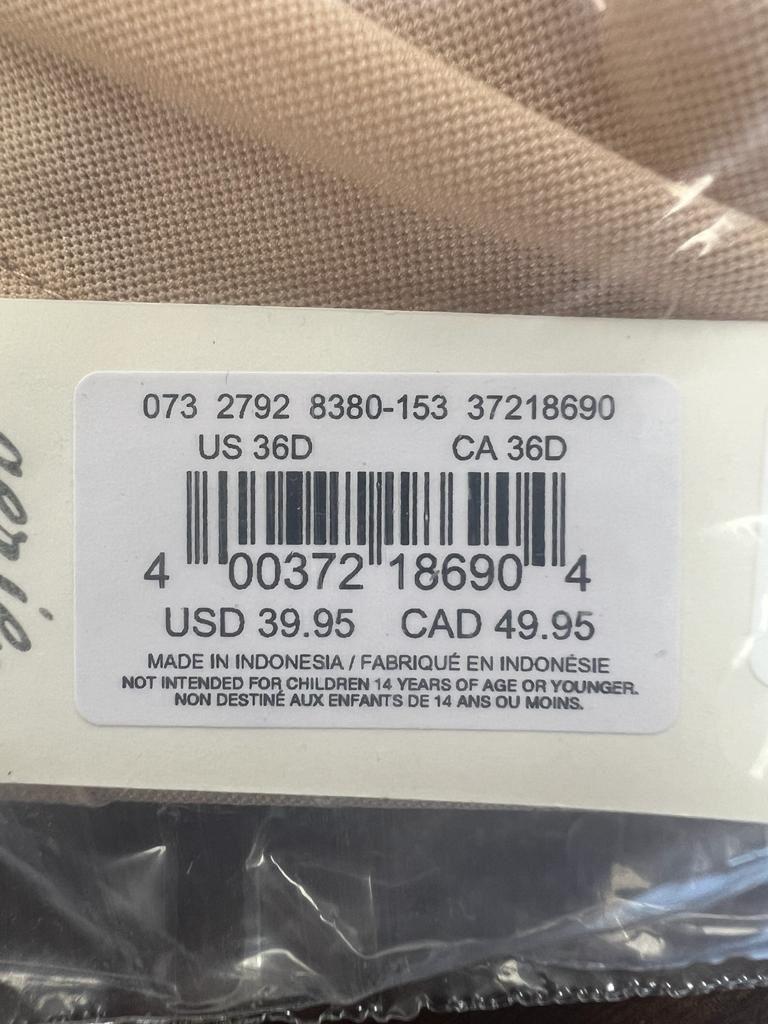 073 2792 8380-153 37218690
US 36D CA 36D
4 00372 18690 4
USD 39.95 CAD 49.95
MADE IN INDONESIA / FABRIQUÉ EN INDONÉSIE
NOT INTENDED FOR CHILDREN 14 YEARS OF AGE OR YOUNGER.
NON DESTINÉ AUX ENFANTS DE 14 ANS OU MOINS.